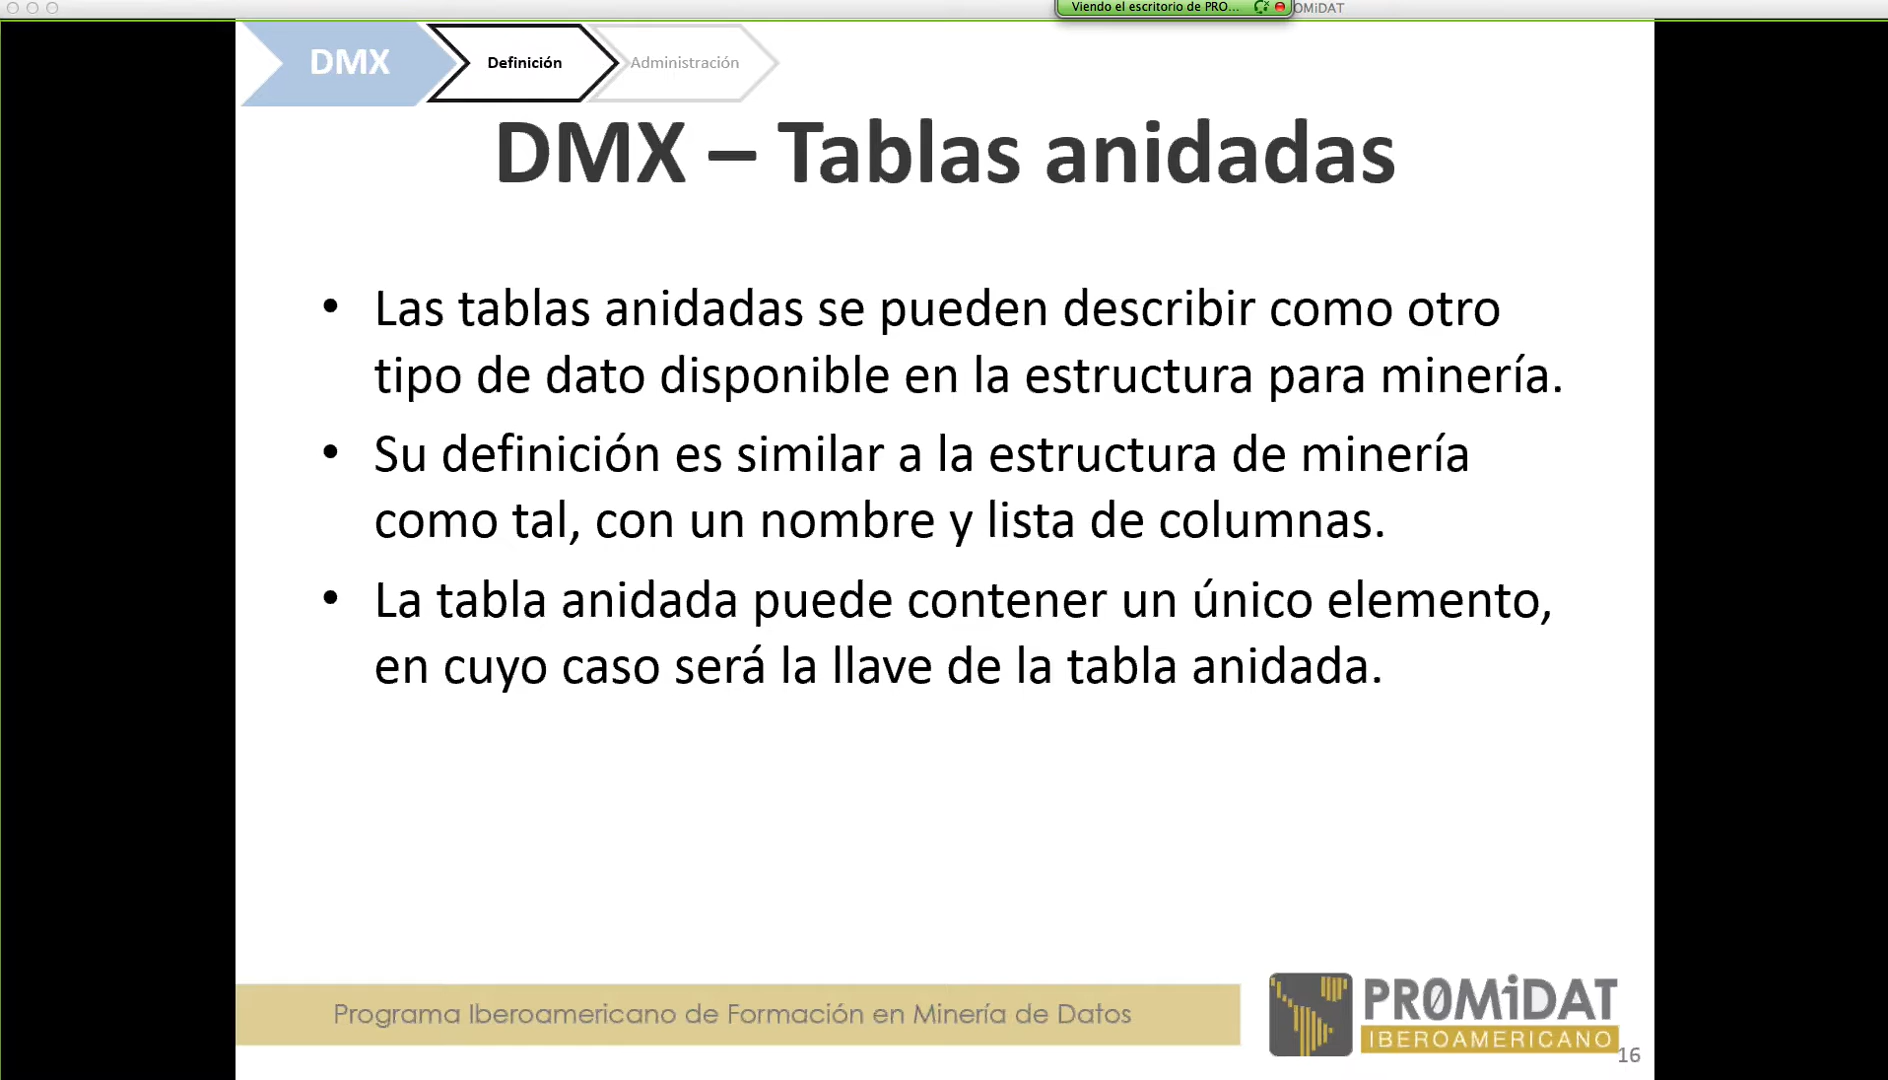 Viendo el escritorio de PRO...
OMiDAT
DMX
Definición
Administración
DMX – Tablas anidadas
• Las tablas anidadas se pueden describir como otro
tipo de dato disponible en la estructura para minería.
• Su definición es similar a la estructura de minería
como tal, con un nombre y lista de columnas.
• La tabla anidada puede contener un único elemento,
en cuyo caso será la llave de la tabla anidada.
Programa Iberoamericano de Formación en Minería de Datos
PR0MiDAT
IBEROAMERICANO
16